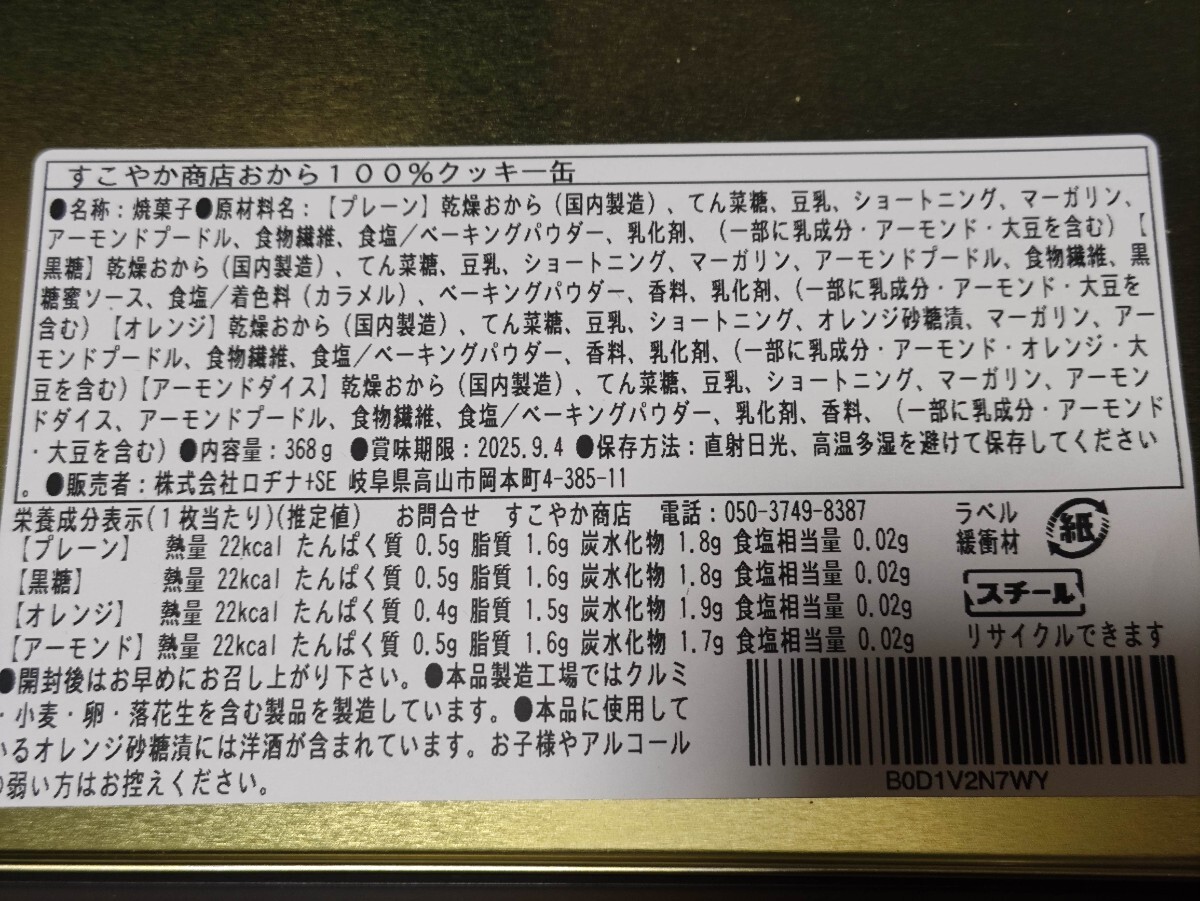 すこやか商店おから100%クッキー缶
●名称:焼菓子●原材料名:【プレーン】乾燥おから(国内製造)、てん菜糖、豆乳、ショートニング、マーガリン、
アーモンドプードル、食物繊維、食塩/ベーキングパウダー、乳化剤、(一部に乳成分・アーモンド・大豆を含む)【
黒糖】乾燥おから(国内製造)、てん菜糖、豆乳、ショートニング、マーガリン、アーモンドプードル、食物繊維、黒
糖蜜ソース、食塩/着色料(カラメル)、ベーキングパウダー、香料、乳化剤、(一部に乳成分・アーモンド・大豆を
含む)【オレンジ】乾燥おから(国内製造)、てん菜糖、豆乳、ショートニング、オレンジ砂糖漬、マーガリン、アー
モンドプードル、食物繊維、食塩/ベーキングパウダー、香料、乳化剤、(一部に乳成分・アーモンド・オレンジ・大
豆を含む)【アーモンドダイス】乾燥おから(国内製造)、てん菜糖、豆乳、ショートニング、マーガリン、アーモン
ドダイス、アーモンドプードル、食物繊維、食塩/ベーキングパウダー、乳化剤、香料、(一部に乳成分・アーモンド
・大豆を含む)●内容量:368g ●賞味期限:2025.9.4 ●保存方法:直射日光、高温多湿を避けて保存してください
。●販売者:株式会社ロヂナ+SE 岐阜県高山市岡本町4-385-11
栄養成分表示(1枚当たり)(推定値) お問合せ すこやか商店 電話:050-3749-8387
【プレーン】 熱量 22kcal たんぱく質 0.5g 脂質 1.6g 炭水化物 1.8g 食塩相当量 0.02g
【黒糖】 熱量 22kcal たんぱく質 0.5g 脂質 1.6g 炭水化物 1.8g 食塩相当量 0.02g
【オレンジ】 熱量 22kcal たんぱく質 0.4g 脂質 1.5g 炭水化物 1.9g 食塩相当量 0.02g
【アーモンド】熱量 22kcal たんぱく質 0.5g 脂質 1.6g 炭水化物 1.7g 食塩相当量 0.02g
ラベル
緩衝材
紙
スチール
リサイクルできます
●開封後はお早めにお召し上がり下さい。●本品製造工場ではクルミ
・小麦・卵・落花生を含む製品を製造しています。●本品に使用して
いるオレンジ砂糖漬には洋酒が含まれています。お子様やアルコール
の弱い方はお控えください。
B0D1V2N7WY